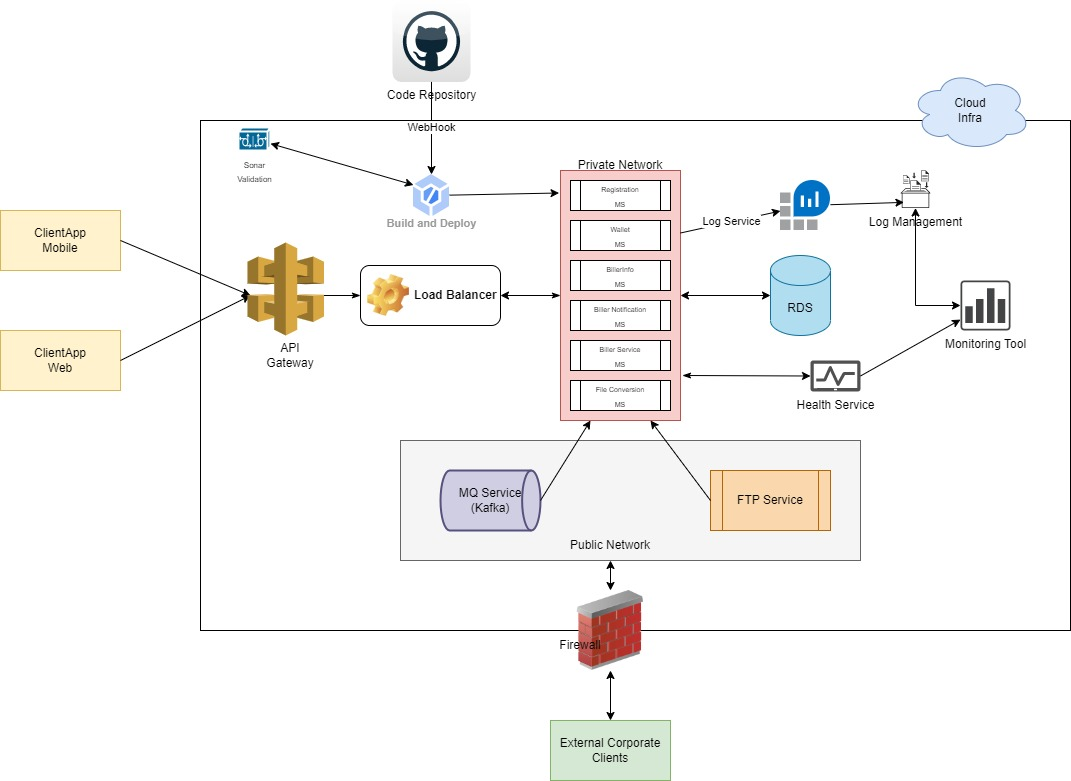 Code Repository
WebHook
Cloud
Infra
Sonar
Validation
Build and Deploy
Private Network
Registration
MS
Wallet
MS
BillerInfo
MS
Biller Notification
MS
Biller Service
MS
File Conversion
MS
Log Service
Log Management
ClientApp
Mobile
ClientApp
Web
API
Gateway
Load Balancer
RDS
Monitoring Tool
Health Service
MQ Service
(Kafka)
FTP Service
Public Network
Firewall
External Corporate
Clients